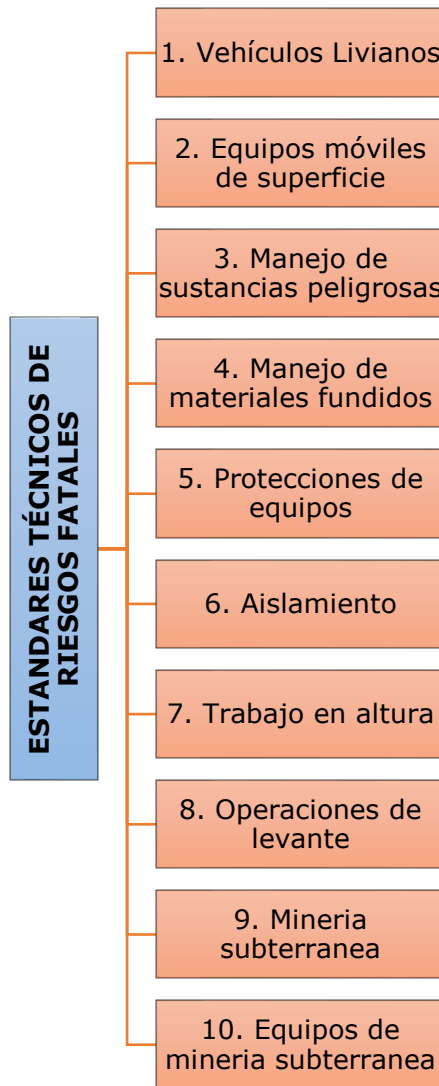 ESTANDARES TÉCNICOS DE
RIESGOS FATALES
1. Vehículos Livianos
2. Equipos móviles
de superficie
3. Manejo de
sustancias peligrosas
4. Manejo de
materiales fundidos
5. Protecciones de
equipos
6. Aislamiento
7. Trabajo en altura
8. Operaciones de
levante
9. Mineria
subterranea
10. Equipos de
mineria subterranea